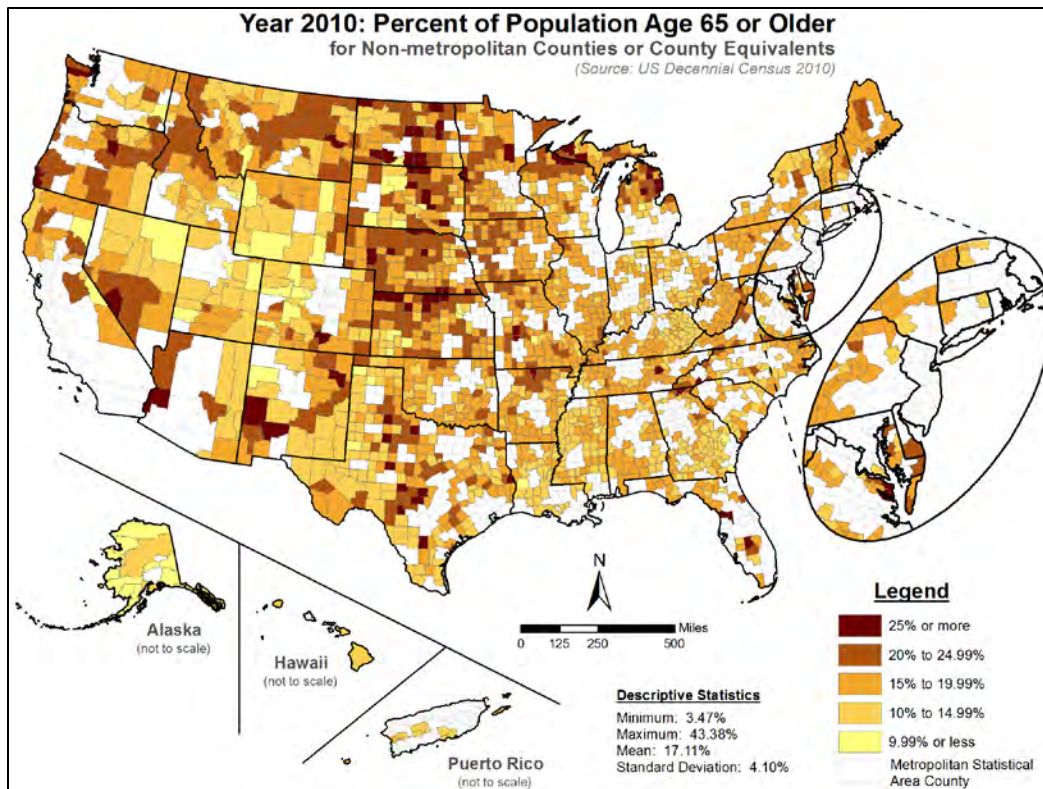 Year 2010: Percent of Population Age 65 or Older
for Non-metropolitan Counties or County Equivalents
(Source: US Decennial Census 2010)
Alaska
(not to scale)
Hawaii
(not to scale)
Puerto Rico
(not to scale)
N
Miles
0 125 250 500
Descriptive Statistics
Minimum: 3.47%
Maximum: 43.38%
Mean: 17.11%
Standard Deviation: 4.10%
Legend
25% or more
20% to 24.99%
15% to 19.99%
10% to 14.99%
9.99% or less
Metropolitan Statistical
Area County